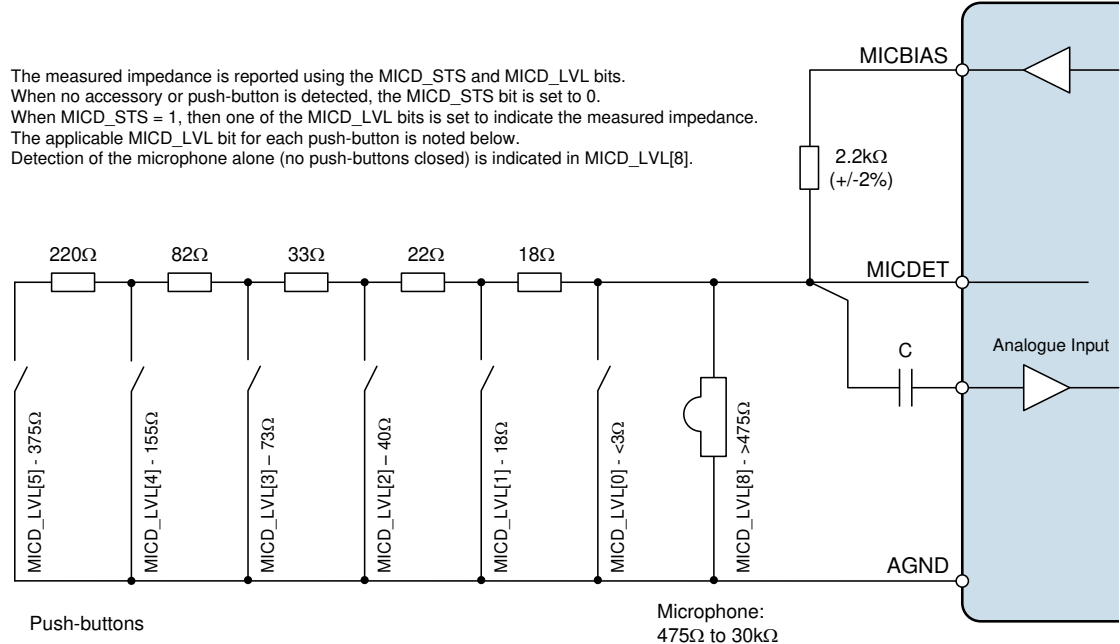 The measured impedance is reported using the MICD_STS and MICD_LVL bits.
When no accessory or push-button is detected, the MICD_STS bit is set to 0.
When MICD_STS = 1, then one of the MICD_LVL bits is set to indicate the measured impedance.
The applicable MICD_LVL bit for each push-button is noted below.
Detection of the microphone alone (no push-buttons closed) is indicated in MICD_LVL[8].
MICBIAS
2.2kΩ
(+/-2%)
220Ω
82Ω
33Ω
22Ω
18Ω
MICDET
C
Analogue Input
MICD_LVL[5] - 375Ω
MICD_LVL[4] - 155Ω
MICD_LVL[3] – 73Ω
MICD_LVL[2] – 40Ω
MICD_LVL[1] - 18Ω
MICD_LVL[0] - <3Ω
MICD_LVL[8] - >475Ω
AGND
Push-buttons
Microphone:
475Ω to 30kΩ